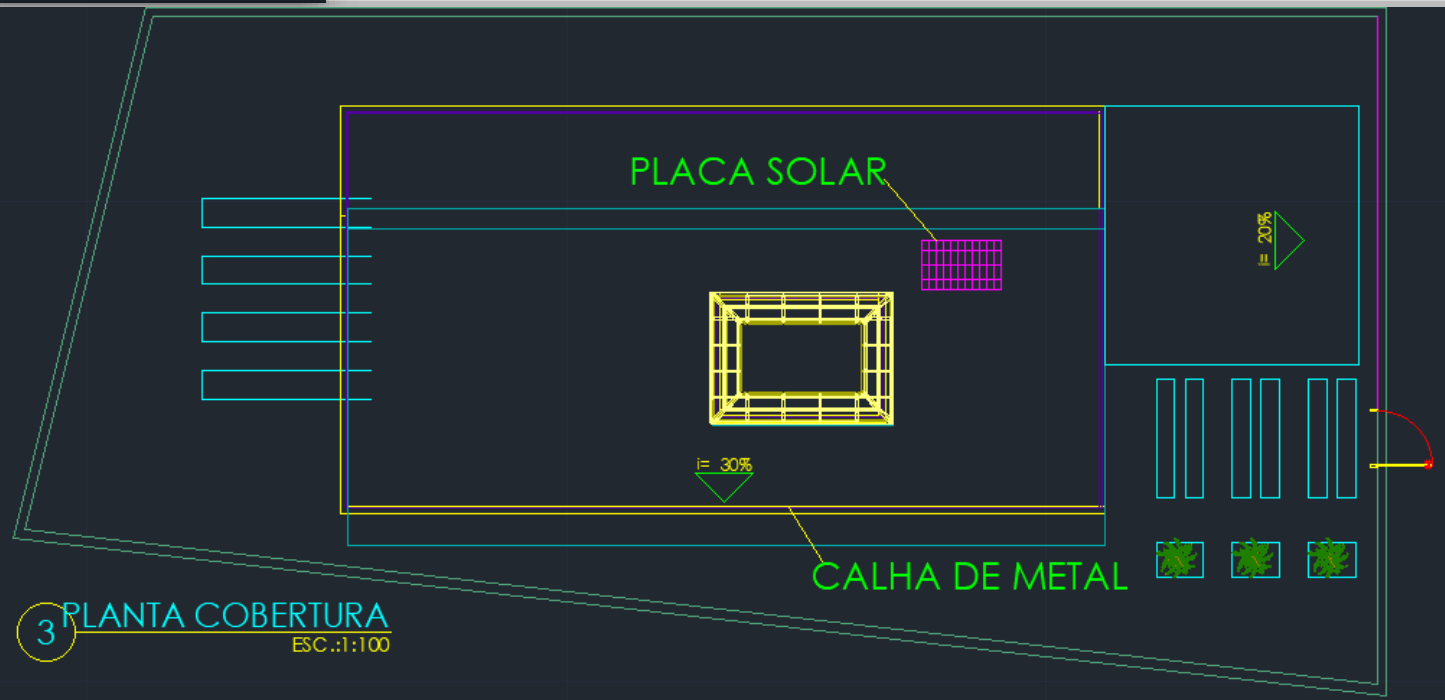 PLACA SOLAR
i= 20%
i= 30%
CALHA DE METAL
3 PLANTA COBERTURA
ESC.:1:100